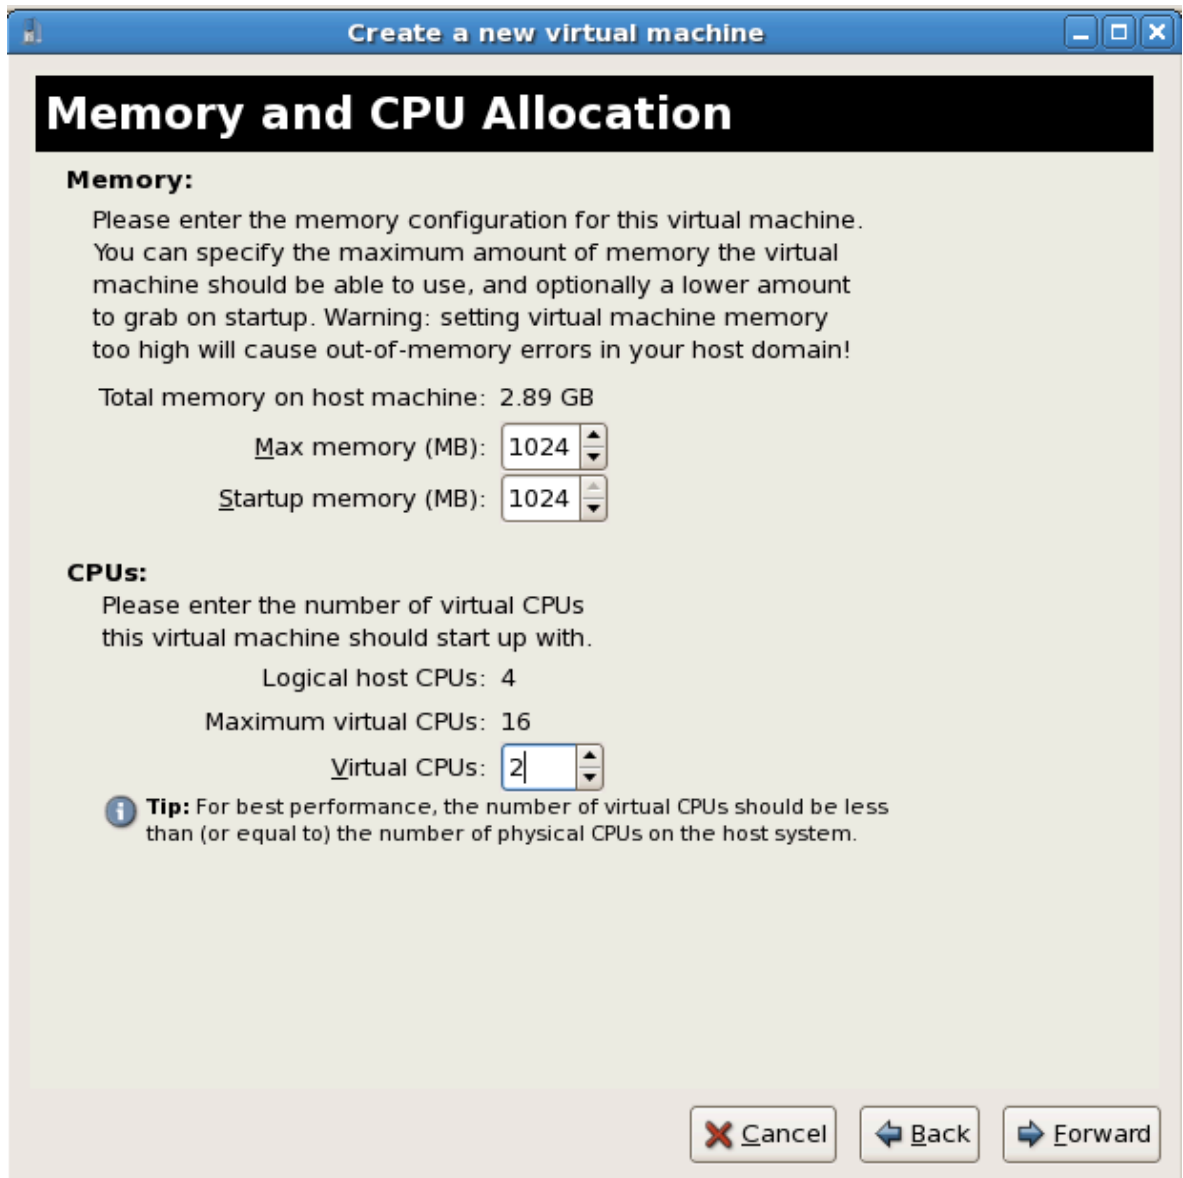 Create a new virtual machine
Memory and CPU Allocation
Memory:
Please enter the memory configuration for this virtual machine.
You can specify the maximum amount of memory the virtual
machine should be able to use, and optionally a lower amount
to grab on startup. Warning: setting virtual machine memory
too high will cause out-of-memory errors in your host domain!
Total memory on host machine: 2.89 GB
Max memory (MB): 1024
Startup memory (MB): 1024
CPUs:
Please enter the number of virtual CPUs
this virtual machine should start up with.
Logical host CPUs: 4
Maximum virtual CPUs: 16
Virtual CPUs: 2
Tip: For best performance, the number of virtual CPUs should be less
than (or equal to) the number of physical CPUs on the host system.
Cancel Back Forward